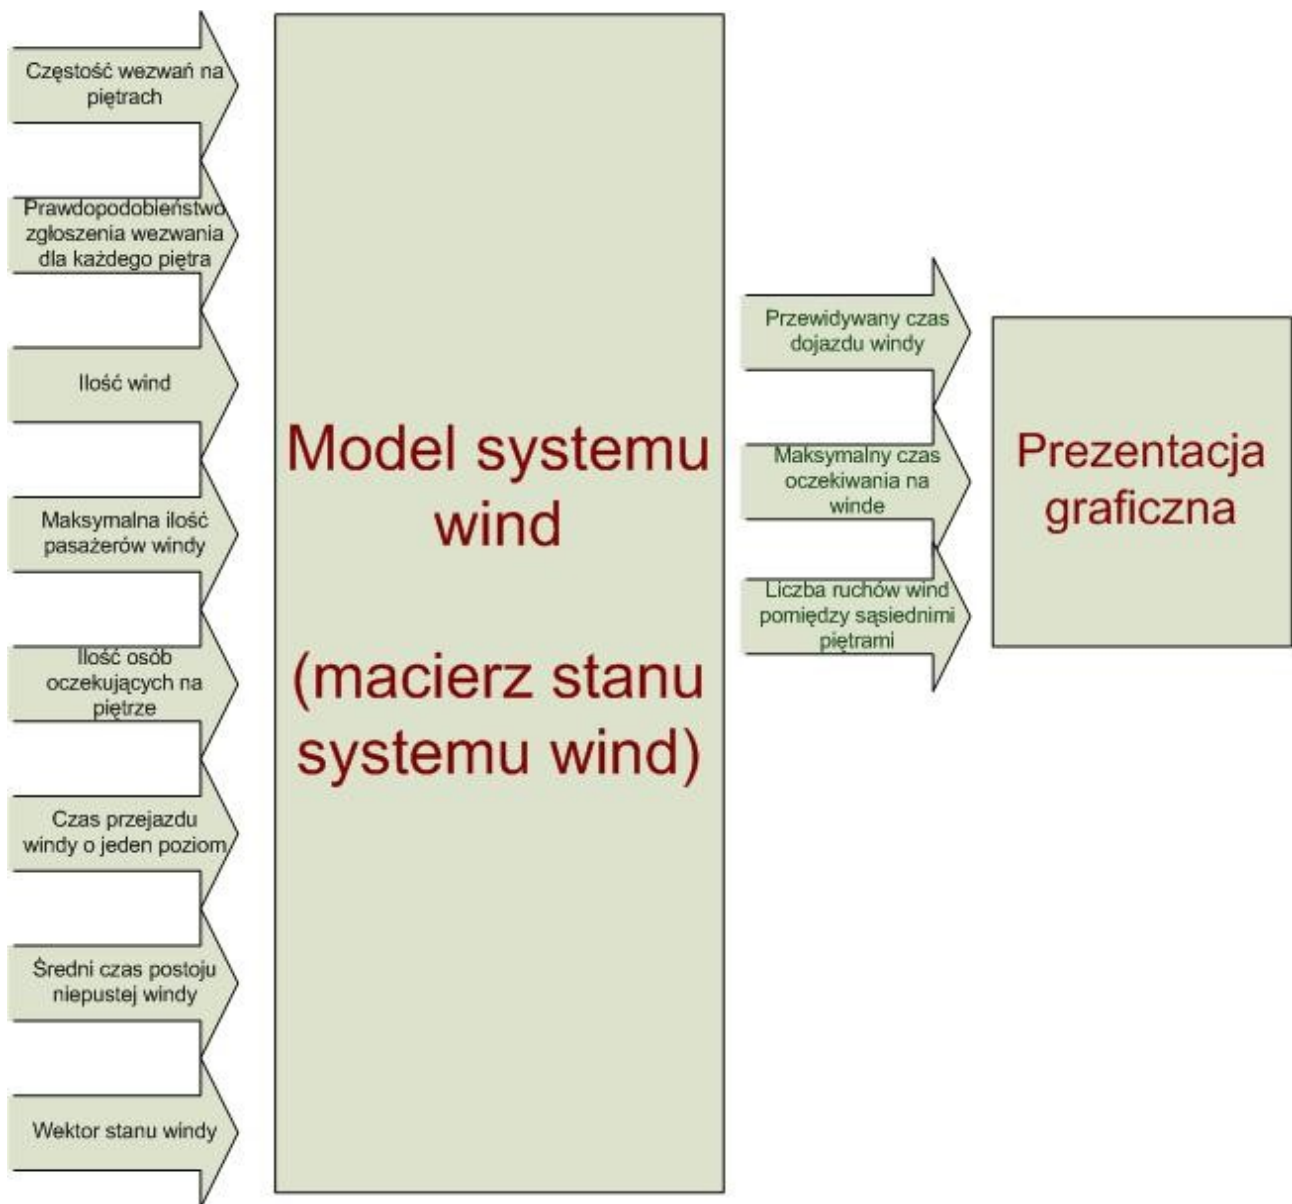 Częstość wezwań na
piętrach
Prawdopodobieństwo
zgłoszenia wezwania
dla każdego piętra
Ilość wind
Maksymalna ilość
pasażerów windy
Ilość osób
oczekujących na
piętrze
Czas przejazdu
windy o jeden poziom
Średni czas postoju
niepustej windy
Wektor stanu windy
Model systemu
wind
(macierz stanu
systemu wind)
Przewidywany czas
dojazdu windy
Maksymalny czas
oczekiwania na
winde
Liczba ruchów wind
pomiędzy sąsiednimi
piętrami
Prezentacja
graficzna